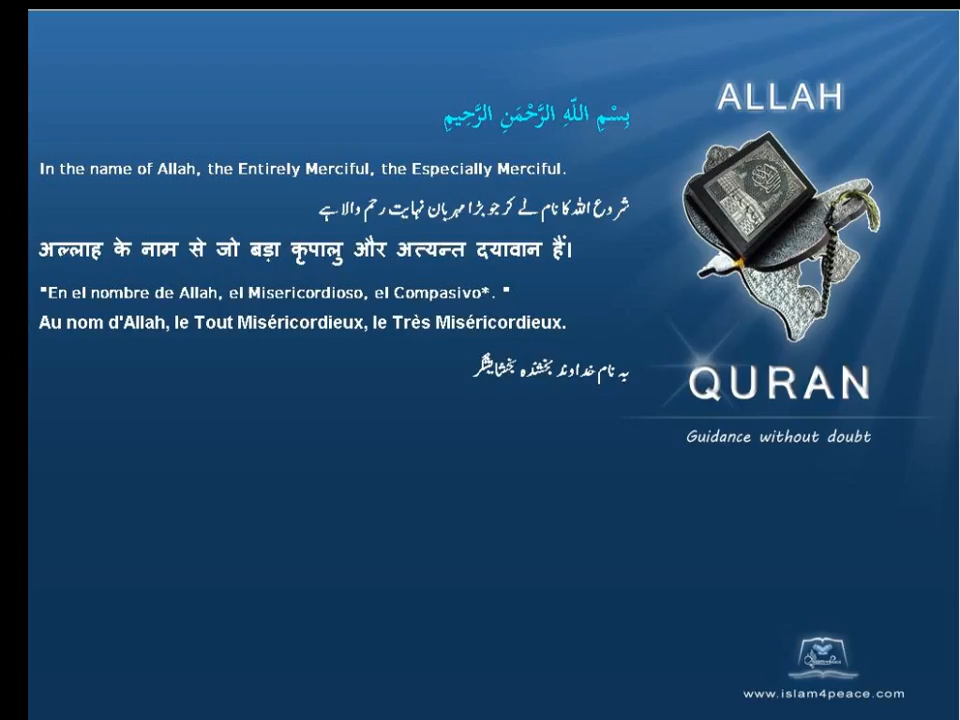 بِسْمِ اللَّهِ الرَّحْمَنِ الرَّحِيمِ
In the name of Allah, the Entirely Merciful, the Especially Merciful.
شروع الله کا نام لے کر جو بڑا مہربان نہایت رحم والا ہے
अल्लाह के नाम से जो बड़ा कृपालु और अत्यन्त दयावान हैं।
"En el nombre de Allah, el Misericordioso, el Compasivo*. "
Au nom d'Allah, le Tout Miséricordieux, le Très Miséricordieux.
به نام خداوند بخشنده بخشایشگر
ALLAH
QURAN
Guidance without doubt
www.islam4peace.com